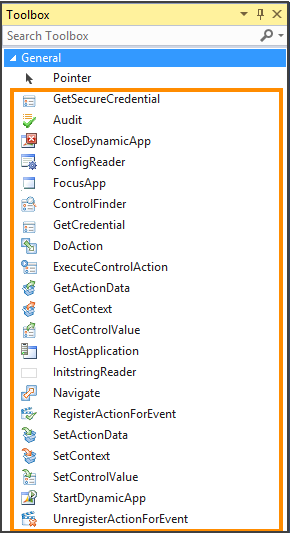 Toolbox
Search Toolbox
General
Pointer
GetSecureCredential
Audit
CloseDynamicApp
ConfigReader
FocusApp
ControlFinder
GetCredential
DoAction
ExecuteControlAction
GetActionData
GetContext
GetControlValue
HostApplication
InitstringReader
Navigate
RegisterActionForEvent
SetActionData
SetContext
SetControlValue
StartDynamicApp
UnregisterActionForEvent